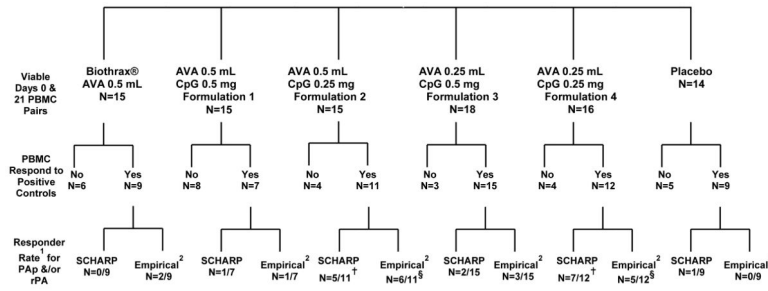 Viable
Days 0 &
21 PBMC
Pairs
Biothrax®
AVA 0.5 mL
N=15
AVA 0.5 mL
CpG 0.5 mg
Formulation 1
N=15
AVA 0.5 mL
CpG 0.25 mg
Formulation 2
N=15
AVA 0.25 mL
CpG 0.5 mg
Formulation 3
N=18
AVA 0.25 mL
CpG 0.25 mg
Formulation 4
N=16
Placebo
N=14
PBMC
Respond to
Positive
Controls
No
N=6
Yes
N=9
No
N=8
Yes
N=7
No
N=4
Yes
N=11
No
N=3
Yes
N=15
No
N=4
Yes
N=12
No
N=5
Yes
N=9
Responder
Rate¹ for
PAp &/or
rPA
SCHARP
N=0/9
Empirical²
N=2/9
SCHARP
N=1/7
Empirical²
N=1/7
SCHARP
N=5/11†
Empirical²
N=6/11§
SCHARP
N=2/15
Empirical²
N=3/15
SCHARP
N=7/12†
Empirical²
N=5/12§
SCHARP
N=1/9
Empirical²
N=0/9